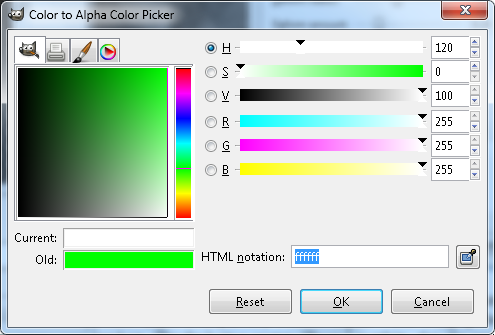 Color to Alpha Color Picker
H 120
S 0
V 100
R 255
G 255
B 255
Current:
Old:
HTML notation: ffffff
Reset OK Cancel